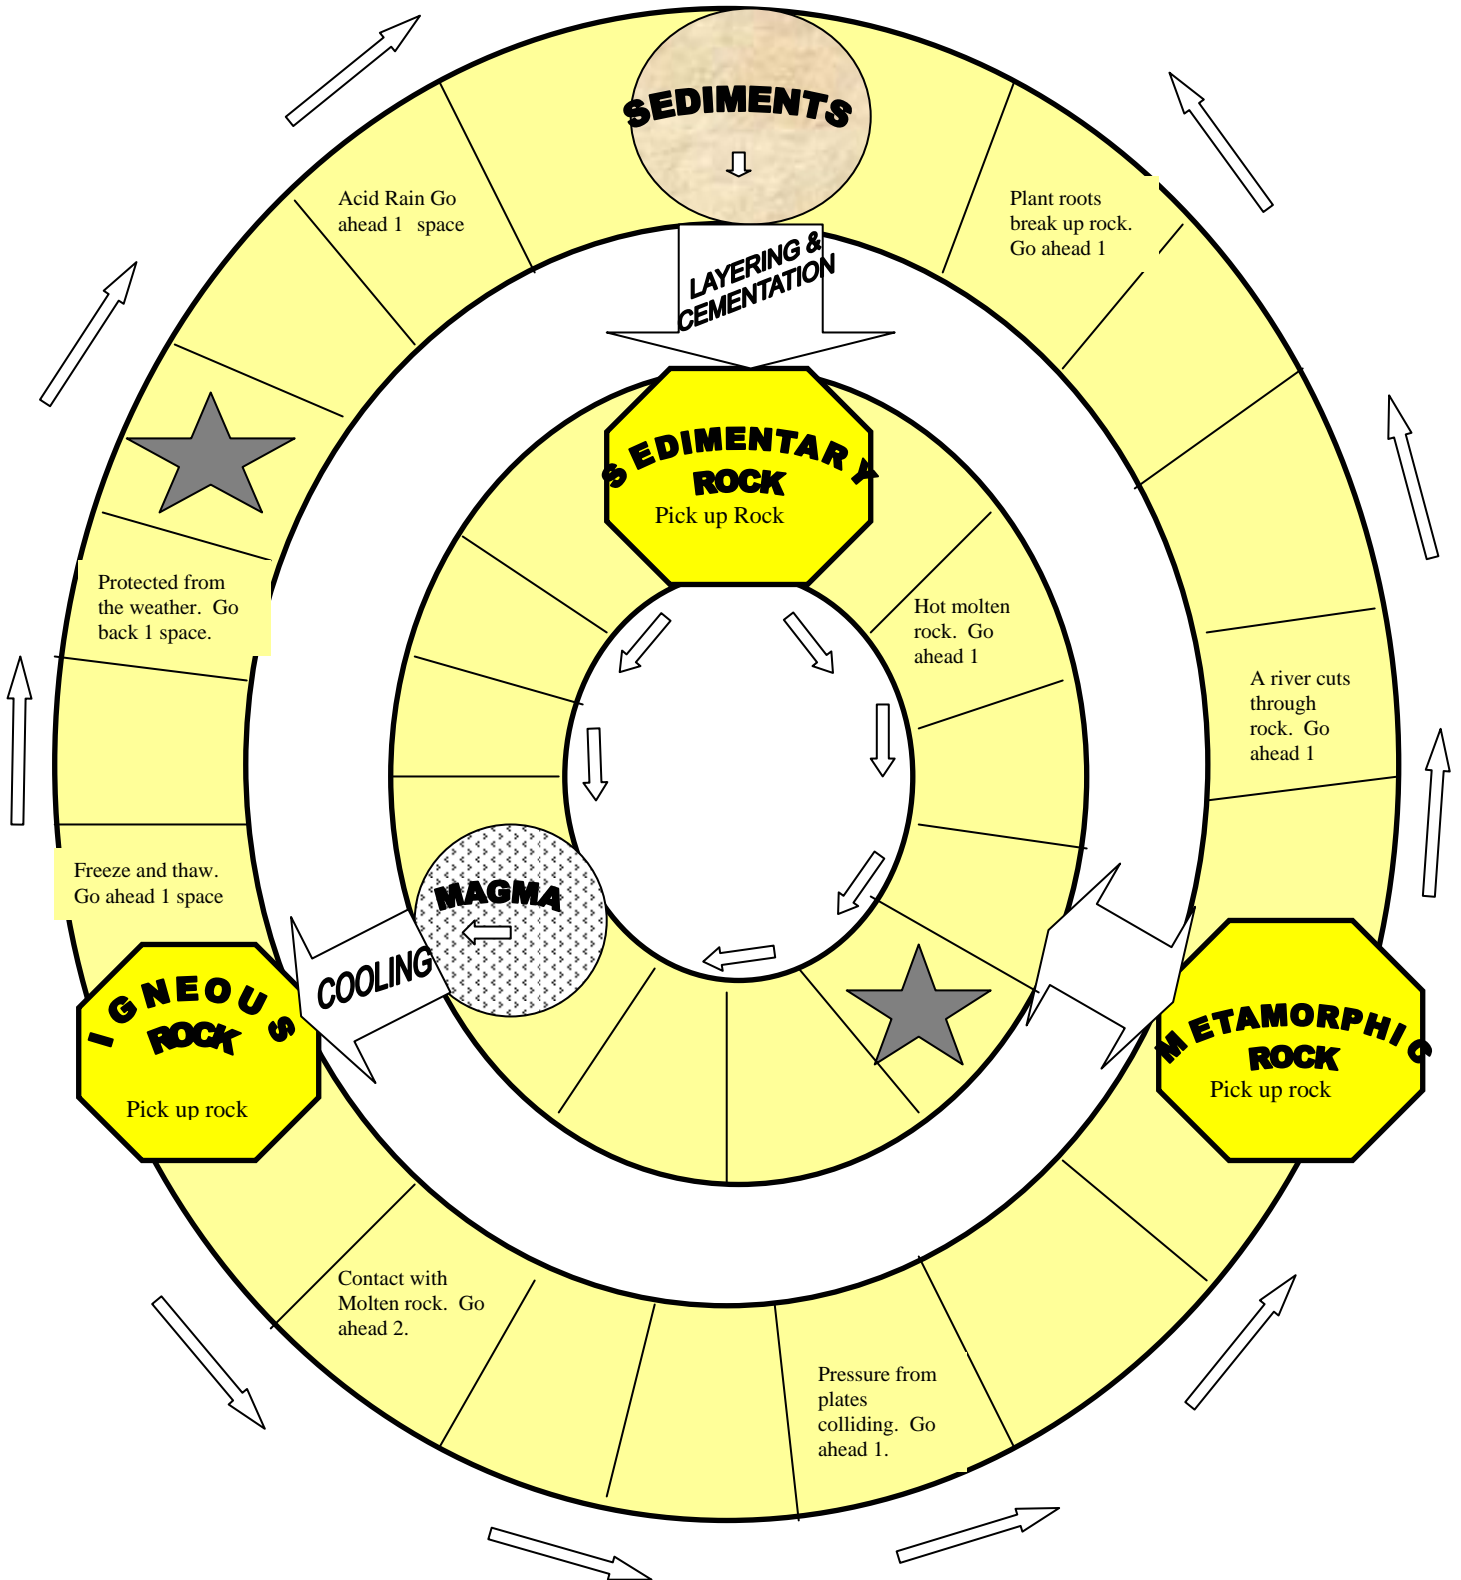 SEDIMENTS
Acid Rain Go
ahead 1 space
Plant roots
break up rock.
Go ahead 1
LAYERING &
CEMENTATION
SEDIMENTARY
ROCK
Pick up Rock
Protected from
the weather. Go
back 1 space.
Hot molten
rock. Go
ahead 1
A river cuts
through
rock. Go
ahead 1
Freeze and thaw.
Go ahead 1 space
MAGMA
COOLING
IGNEOUS
ROCK
Pick up rock
METAMORPHIC
ROCK
Pick up rock
Contact with
Molten rock. Go
ahead 2.
Pressure from
plates
colliding. Go
ahead 1.